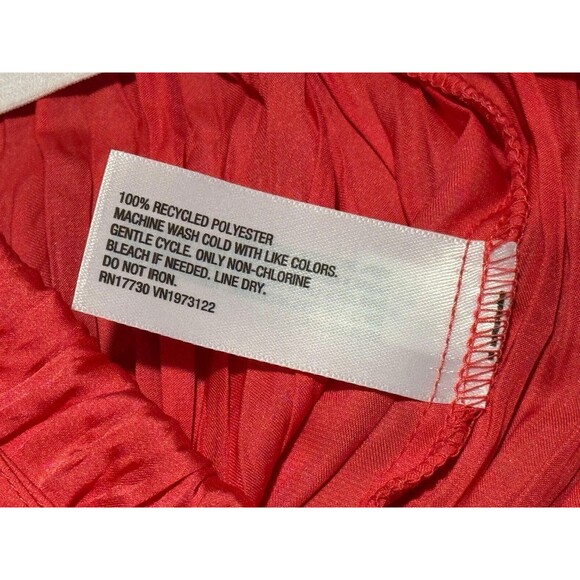 100% RECYCLED POLYESTER
MACHINE WASH COLD WITH LIKE COLORS.
GENTLE CYCLE. ONLY NON-CHLORINE
BLEACH IF NEEDED. LINE DRY.
DO NOT IRON.
RN17730 VN1973122